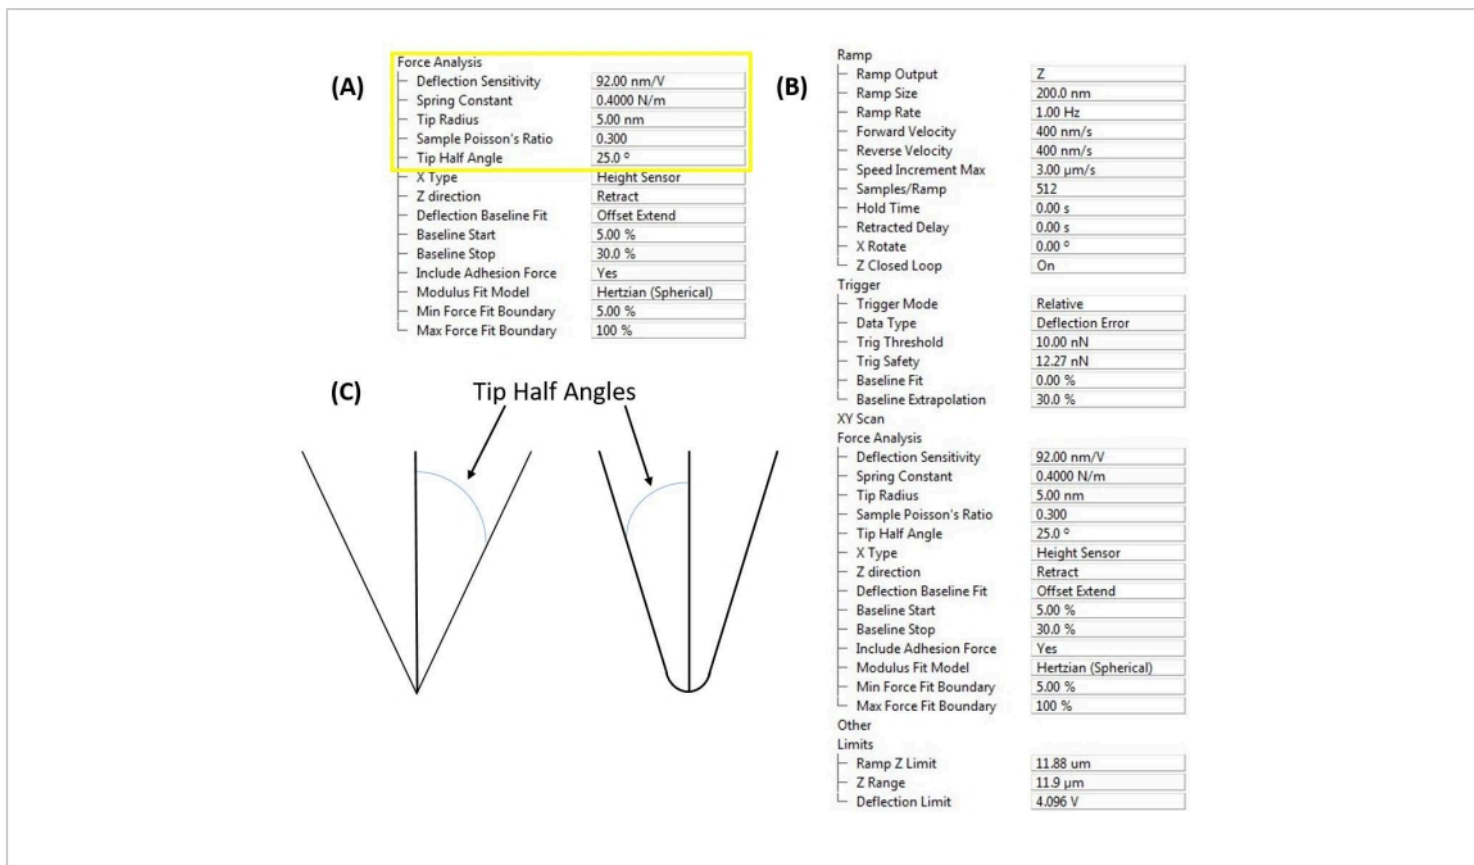 (A)
Force Analysis
Deflection Sensitivity 92.00 nm/V
Spring Constant 0.4000 N/m
Tip Radius 5.00 nm
Sample Poisson's Ratio 0.300
Tip Half Angle 25.0 º
X Type Height Sensor
Z direction Retract
Deflection Baseline Fit Offset Extend
Baseline Start 5.00 %
Baseline Stop 30.0 %
Include Adhesion Force Yes
Modulus Fit Model Hertzian (Spherical)
Min Force Fit Boundary 5.00 %
Max Force Fit Boundary 100 %
(B)
Ramp
Ramp Output Z
Ramp Size 200.0 nm
Ramp Rate 1.00 Hz
Forward Velocity 400 nm/s
Reverse Velocity 400 nm/s
Speed Increment Max 3.00 µm/s
Samples/Ramp 512
Hold Time 0.00 s
Retracted Delay 0.00 s
X Rotate 0.00 º
Z Closed Loop On
Trigger
Trigger Mode Relative
Data Type Deflection Error
Trig Threshold 10.00 nN
Trig Safety 12.27 nN
Baseline Fit 0.00 %
Baseline Extrapolation 30.0 %
XY Scan
Force Analysis
Deflection Sensitivity 92.00 nm/V
Spring Constant 0.4000 N/m
Tip Radius 5.00 nm
Sample Poisson's Ratio 0.300
Tip Half Angle 25.0 º
X Type Height Sensor
Z direction Retract
Deflection Baseline Fit Offset Extend
Baseline Start 5.00 %
Baseline Stop 30.0 %
Include Adhesion Force Yes
Modulus Fit Model Hertzian (Spherical)
Min Force Fit Boundary 5.00 %
Max Force Fit Boundary 100 %
Other
Limits
Ramp Z Limit 11.88 um
Z Range 11.9 µm
Deflection Limit 4.096 V
(C)
Tip Half Angles